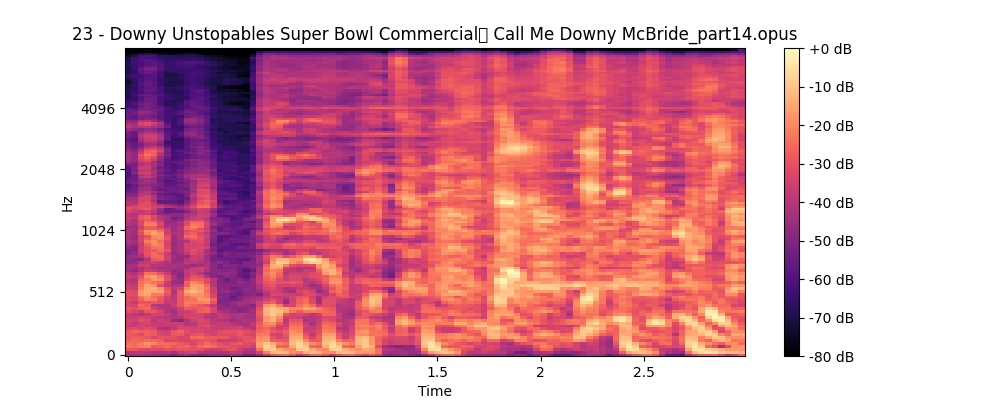 23 - Downy Unstopables Super Bowl Commercial Call Me Downy McBride_part14.opus
+0 dB
-10 dB
-20 dB
-30 dB
-40 dB
-50 dB
-60 dB
-70 dB
-80 dB
4096
2048
1024
512
0
Hz
0
0.5
1
1.5
2
2.5
Time